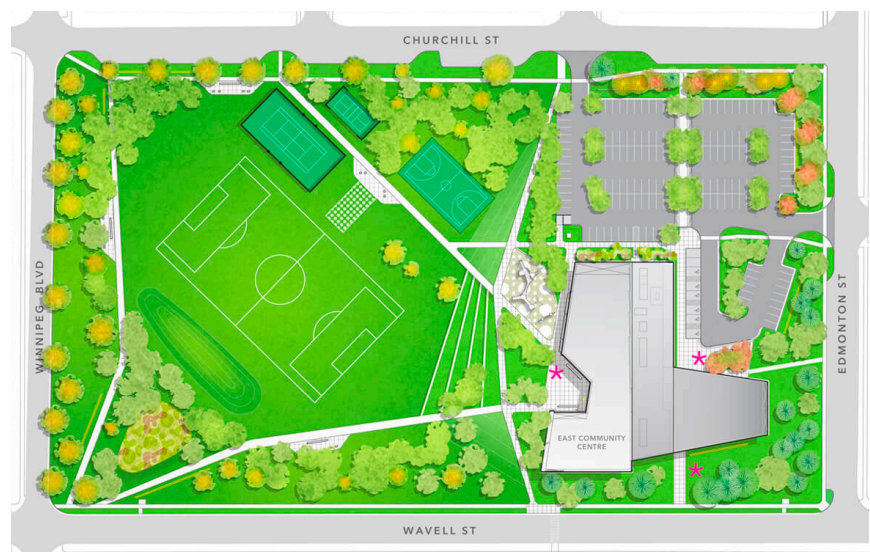 CHURCHILL ST
WINNIPEG BLVD
EDMONTON ST
EAST COMMUNITY
CENTRE
WAVELL ST